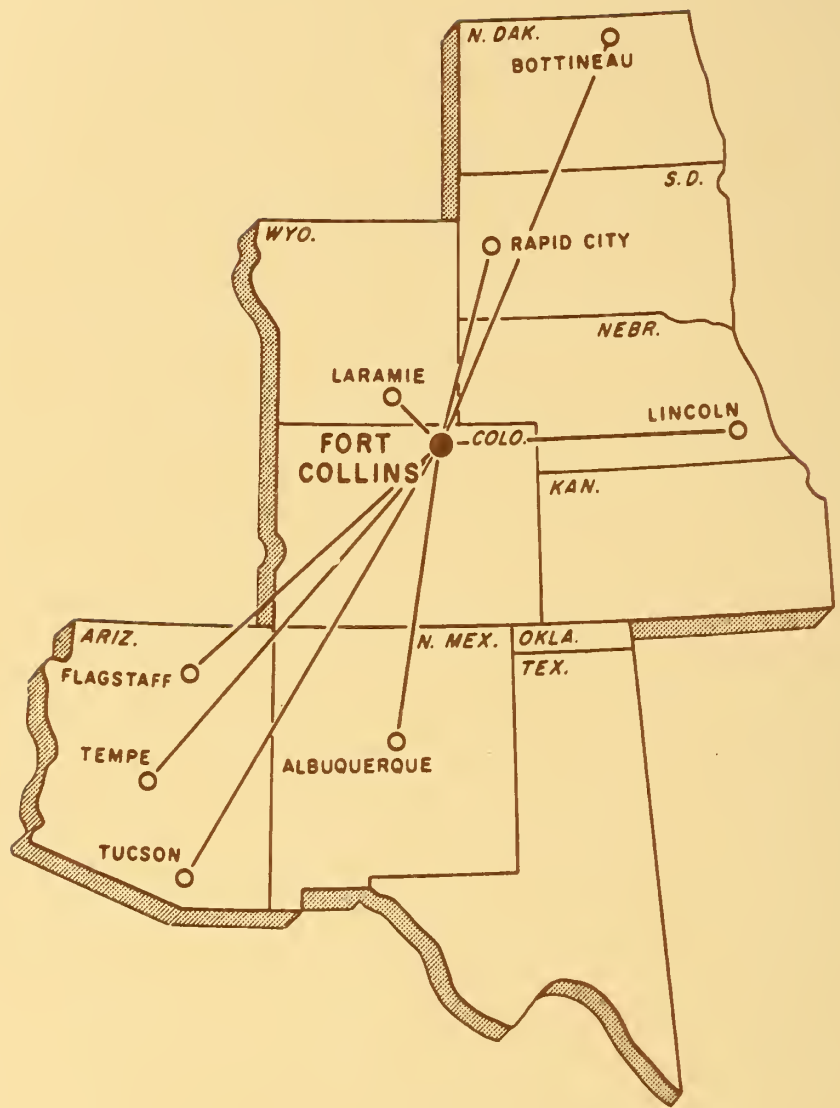 N. DAK.
BOTTINEAU
S.D.
WYO.
RAPID CITY
NEBR.
LARAMIE
LINCOLN
FORT
COLLINS
COLO.
KAN.
ARIZ.
N. MEX.
OKLA.
TEX.
FLAGSTAFF
TEMPE
ALBUQUERQUE
TUCSON